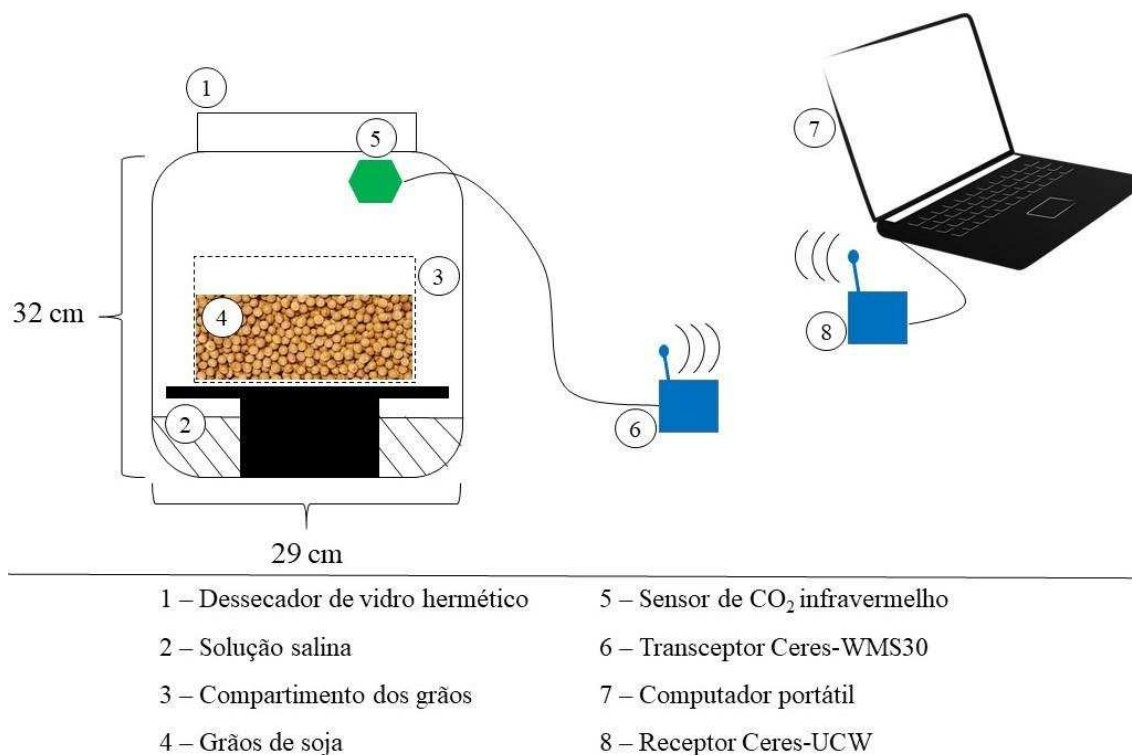 1
5
7
3
32 cm
4
8
2
6
29 cm
1 – Dessecador de vidro hermético
2 – Solução salina
3 – Compartimento dos grãos
4 – Grãos de soja
5 – Sensor de CO₂ infravermelho
6 – Transceptor Ceres-WMS30
7 – Computador portátil
8 – Receptor Ceres-UCW